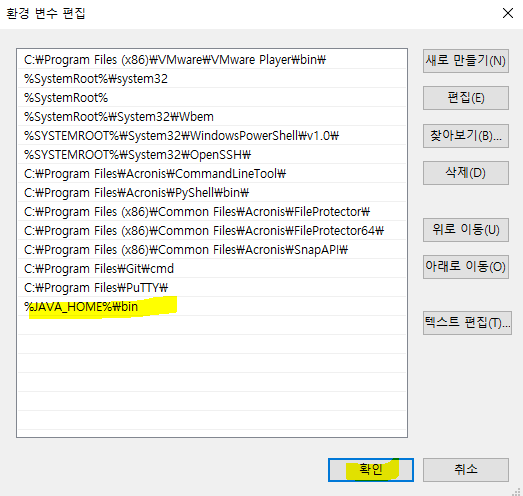 환경 변수 편집
C:₩Program Files (x86)₩VMware₩VMware Player₩bin₩
%SystemRoot%₩system32
%SystemRoot%
%SystemRoot%₩System32₩Wbem
%SYSTEMROOT%₩System32₩WindowsPowerShell₩v1.0₩
%SYSTEMROOT%₩System32₩OpenSSH₩
C:₩Program Files₩Acronis₩CommandLineTool₩
C:₩Program Files₩Acronis₩PyShell₩bin₩
C:₩Program Files (x86)₩Common Files₩Acronis₩FileProtector₩
C:₩Program Files (x86)₩Common Files₩Acronis₩FileProtector64₩
C:₩Program Files (x86)₩Common Files₩Acronis₩SnapAPI₩
C:₩Program Files₩Git₩cmd
C:₩Program Files₩PuTTY₩
%JAVA_HOME%₩bin
새로 만들기(N)
편집(E)
찾아보기(B)...
삭제(D)
위로 이동(U)
아래로 이동(O)
텍스트 편집(T)...
확인
취소